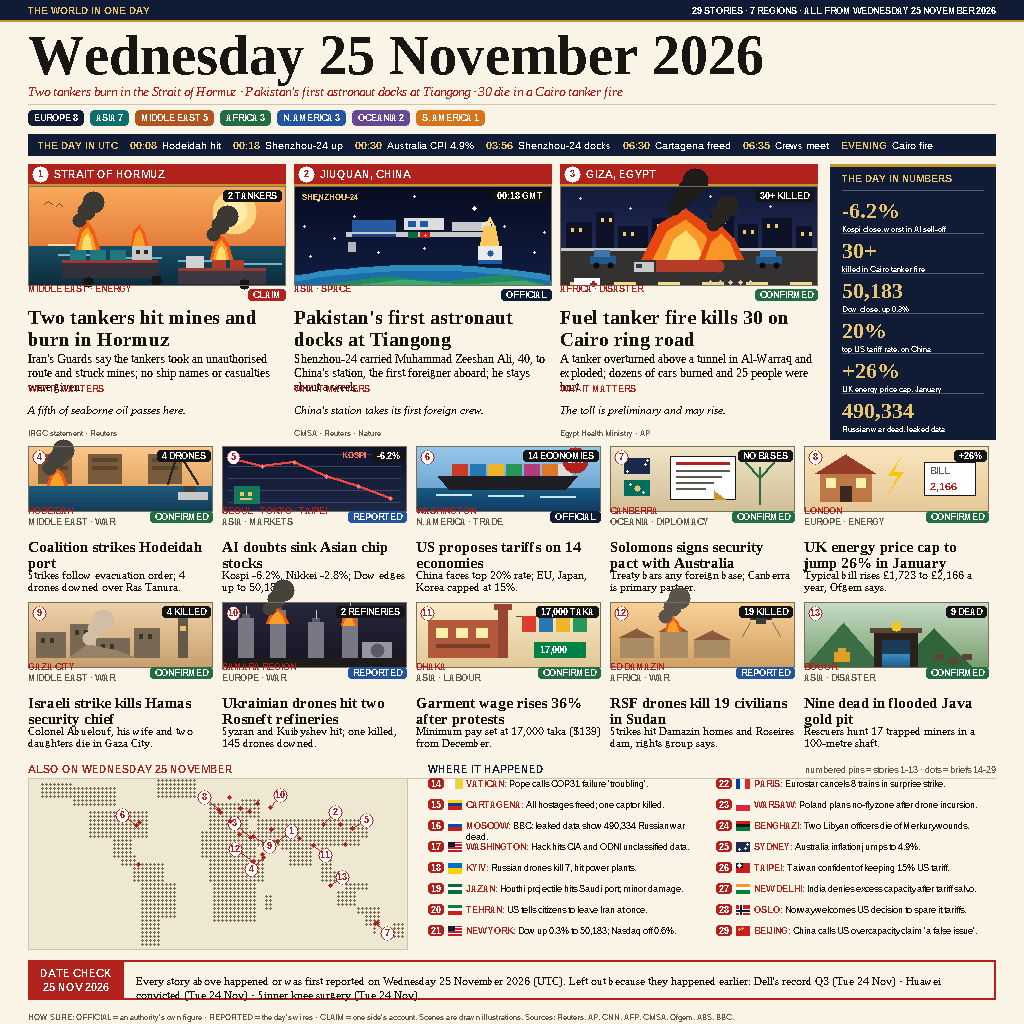 THE WORLD IN ONE DAY
29 STORIES · 7 REGIONS · ALL FROM WEDNESDAY 25 NOVEMBER 2026
Wednesday 25 November 2026
Two tankers burn in the Strait of Hormuz · Pakistan's first astronaut docks at Tiangong · 30 die in a Cairo tanker fire
EUROPE 8 ASIA 7 MIDDLE EAST 5 AFRICA 3 N.AMERICA 3 OCEANIA 2 S.AMERICA 1
THE DAY IN UTC 00:08 Hodeidah hit 00:18 Shenzhou-24 up 00:30 Australia CPI 4.9% 03:56 Shenzhou-24 docks 06:30 Cartagena freed 06:35 Crews meet EVENING Cairo fire
1 STRAIT OF HORMUZ
2 TANKERS
MIDDLE EAST · ENERGY
CLAIM
Two tankers hit mines and
burn in Hormuz
Iran's Guards say the tankers took an unauthorised
route and struck mines; no ship names or casualties
were given.
WHY IT MATTERS
A fifth of seaborne oil passes here.
IRGC statement · Reuters
2 JIUQUAN, CHINA
SHENZHOU-24
00:18 GMT
ASIA · SPACE
OFFICIAL
Pakistan's first astronaut
docks at Tiangong
Shenzhou-24 carried Muhammad Zeeshan Ali, 40, to
China's station, the first foreigner aboard; he stays
about a week.
WHY IT MATTERS
China's station takes its first foreign crew.
CMSA · Reuters · Nature
3 GIZA, EGYPT
30+ KILLED
AFRICA · DISASTER
CONFIRMED
Fuel tanker fire kills 30 on
Cairo ring road
A tanker overturned above a tunnel in Al-Warraq and
exploded; dozens of cars burned and 25 people were
hurt.
WHY IT MATTERS
The toll is preliminary and may rise.
Egypt Health Ministry · AP
THE DAY IN NUMBERS
-6.2%
Kospi close, worst in AI sell-off
30+
killed in Cairo tanker fire
50,183
Dow close, up 0.3%
20%
top US tariff rate, on China
+26%
UK energy price cap, January
490,334
Russian war dead, leaked data
4
4 DRONES
HODEIDAH
MIDDLE EAST · WAR
CONFIRMED
Coalition strikes Hodeidah
port
Strikes follow evacuation order; 4
drones downed over Ras Tanura.
5
KOSPI -6.2%
SEOUL · TOKYO · TAIPEI
ASIA · MARKETS
REPORTED
AI doubts sink Asian chip
stocks
Kospi -6.2%, Nikkei -2.8%; Dow edges
up to 50,183.
6
14 ECONOMIES
WASHINGTON
N.AMERICA · TRADE
OFFICIAL
US proposes tariffs on 14
economies
China faces top 20% rate; EU, Japan,
Korea capped at 15%.
7
NO BASES
CANBERRA
OCEANIA · DIPLOMACY
CONFIRMED
Solomons signs security
pact with Australia
Treaty bars any foreign base; Canberra
is primary partner.
8
+26%
BILL
2,166
LONDON
EUROPE · ENERGY
CONFIRMED
UK energy price cap to
jump 26% in January
Typical bill rises £1,723 to £2,166 a
year, Ofgem says.
9
4 KILLED
GAZA CITY
MIDDLE EAST · WAR
CONFIRMED
Israeli strike kills Hamas
security chief
Colonel Abuelouf, his wife and two
daughters die in Gaza City.
10
2 REFINERIES
SAMARA REGION
EUROPE · WAR
REPORTED
Ukrainian drones hit two
Rosneft refineries
Syzran and Kuibyshev hit; one killed,
145 drones downed.
11
17,000 TAKA
17,000
DHAKA
ASIA · LABOUR
CONFIRMED
Garment wage rises 36%
after protests
Minimum pay set at 17,000 taka ($139)
from December.
12
19 KILLED
ED DAMAZIN
AFRICA · WAR
REPORTED
RSF drones kill 19 civilians
in Sudan
Strikes hit Damazin homes and Roseires
dam, rights group says.
13
9 DEAD
BOGOR
ASIA · DISASTER
CONFIRMED
Nine dead in flooded Java
gold pit
Rescuers hunt 17 trapped miners in a
100-metre shaft.
ALSO ON WEDNESDAY 25 NOVEMBER
WHERE IT HAPPENED
numbered pins = stories 1-13 · dots = briefs 14-29
8 10 6 2 5 3 1 12 9 11 4 13 7
14 VATICAN: Pope calls COP31 failure 'troubling'.
15 CARTAGENA: All hostages freed; one captor killed.
16 MOSCOW: BBC: leaked data show 490,334 Russian war
dead.
17 WASHINGTON: Hack hits CIA and ODNI unclassified data.
18 KYIV: Russian drones kill 7, hit power plants.
19 JAZAN: Houthi projectile hits Saudi port; minor damage.
20 TEHRAN: US tells citizens to leave Iran at once.
21 NEW YORK: Dow up 0.3% to 50,183; Nasdaq off 0.6%.
22 PARIS: Eurostar cancels 8 trains in surprise strike.
23 WARSAW: Poland plans no-fly zone after drone incursion.
24 BENGHAZI: Two Libyan officers die of Merkury wounds.
25 SYDNEY: Australia inflation jumps to 4.9%.
26 TAIPEI: Taiwan confident of keeping 15% US tariff.
27 NEW DELHI: India denies excess capacity after tariff salvo.
28 OSLO: Norway welcomes US decision to spare it tariffs.
29 BEIJING: China calls US overcapacity claim 'a false issue'.
DATE CHECK
25 NOV 2026
Every story above happened or was first reported on Wednesday 25 November 2026 (UTC). Left out because they happened earlier: Dell's record Q3 (Tue 24 Nov) · Huawei
convicted (Tue 24 Nov) · Sinner knee surgery (Tue 24 Nov)
HOW SURE: OFFICIAL = an authority's own figure · REPORTED = the day's wires · CLAIM = one side's account. Scenes are drawn illustrations. Sources: Reuters, AP, CNN, AFP, CMSA, Ofgem, ABS, BBC.